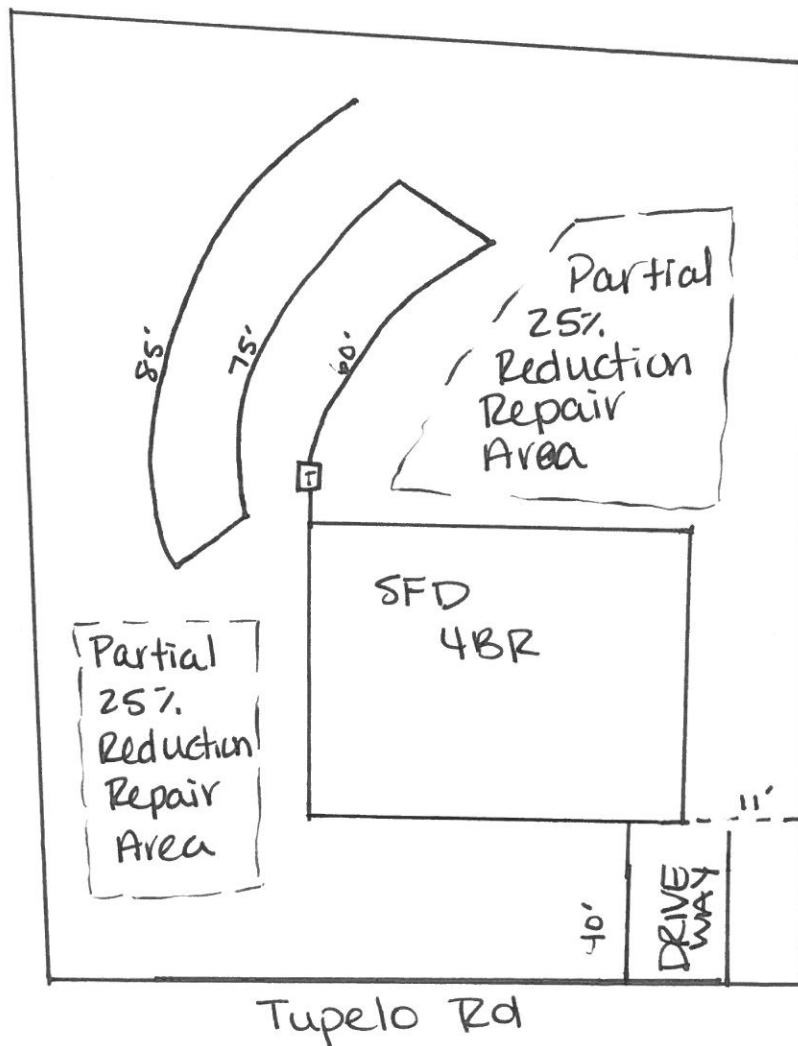 85'
75'
60'
Partial
25%
Reduction
Repair
Area
T
SFD
4BR
Partial
25%
Reduction
Repair
Area
11'
40'
DRIVE
WAY
Tupelo Rd